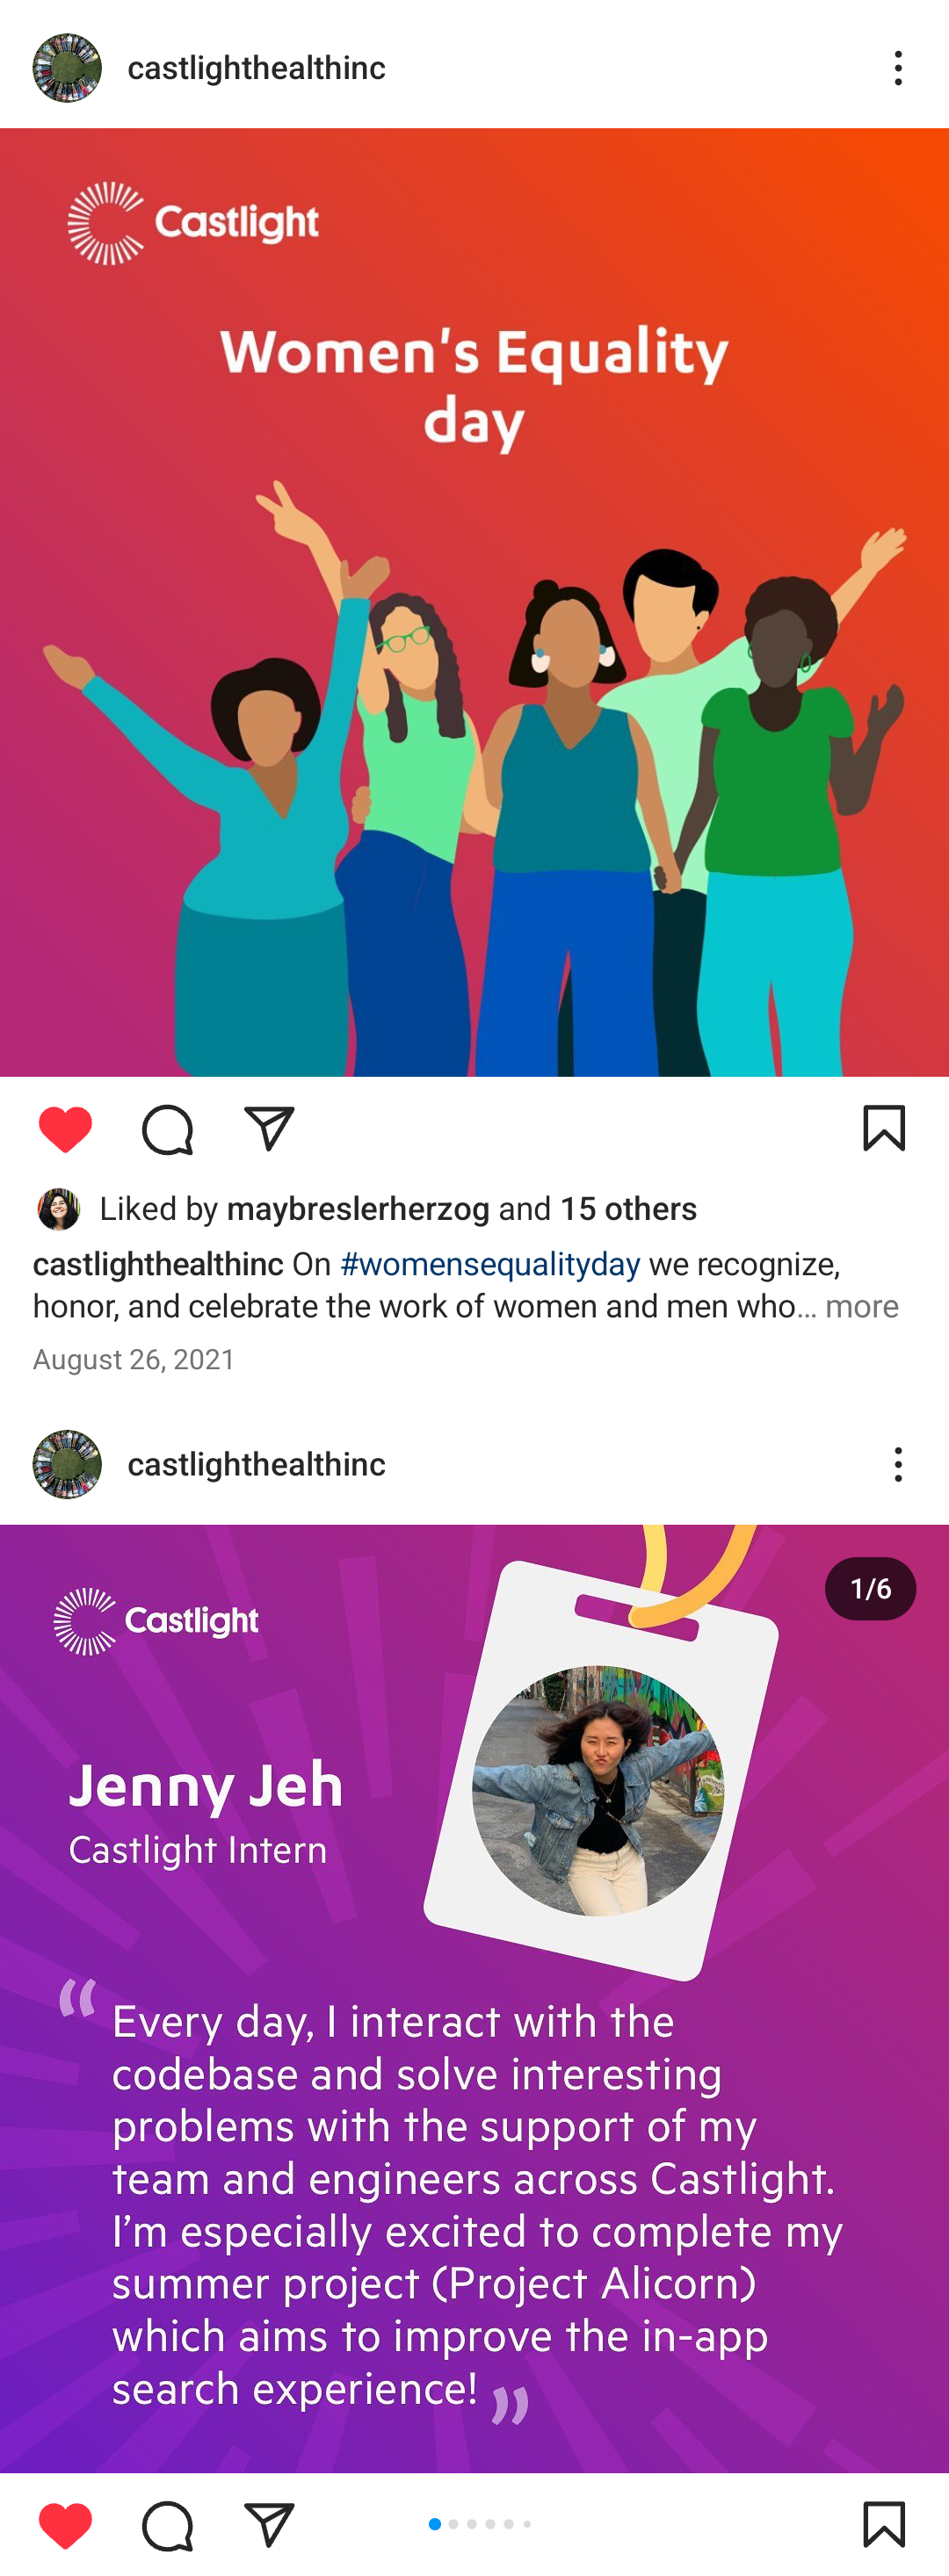 castlighthealthinc
Castlight
Women's Equality
day
Liked by maybreslerherzog and 15 others
castlighthealthinc On #womensequalityday we recognize,
honor, and celebrate the work of women and men who... more
August 26, 2021
castlighthealthinc
1/6
Castlight
Jenny Jeh
Castlight Intern
“ Every day, I interact with the
codebase and solve interesting
problems with the support of my
team and engineers across Castlight.
I’m especially excited to complete my
summer project (Project Alicorn)
which aims to improve the in-app
search experience! ”